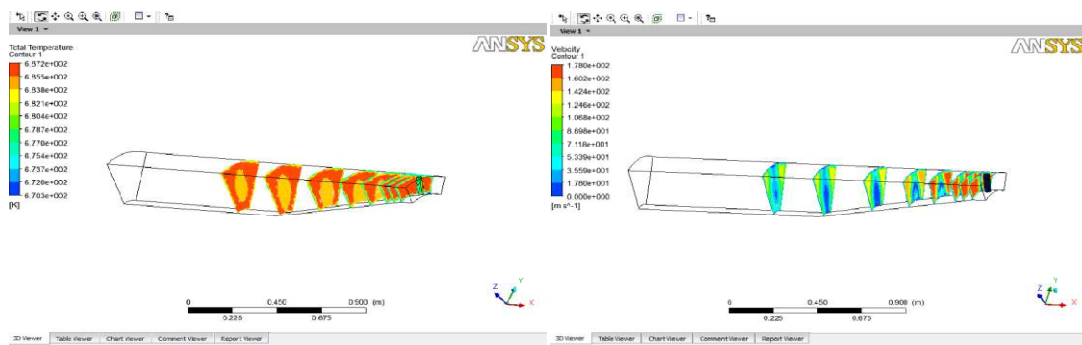 View 1
ANSYS
Total Temperature
Contour 1
6.872e+002
6.855e+002
6.838e+002
6.821e+002
6.804e+002
6.787e+002
6.770e+002
6.754e+002
6.737e+002
6.720e+002
6.703e+002
[K]
0 0.450 0.900 (m)
0.225 0.675
Z Y X
3D Viewer Table Viewer Chart Viewer Comment Viewer Report Viewer
View 1
ANSYS
Velocity
Contour 1
1.780e+002
1.602e+002
1.424e+002
1.246e+002
1.068e+002
8.898e+001
7.118e+001
5.339e+001
3.559e+001
1.780e+001
0.000e+000
[m s^-1]
0 0.450 0.900 (m)
0.225 0.675
Z Y X
3D Viewer Table Viewer Chart Viewer Comment Viewer Report Viewer